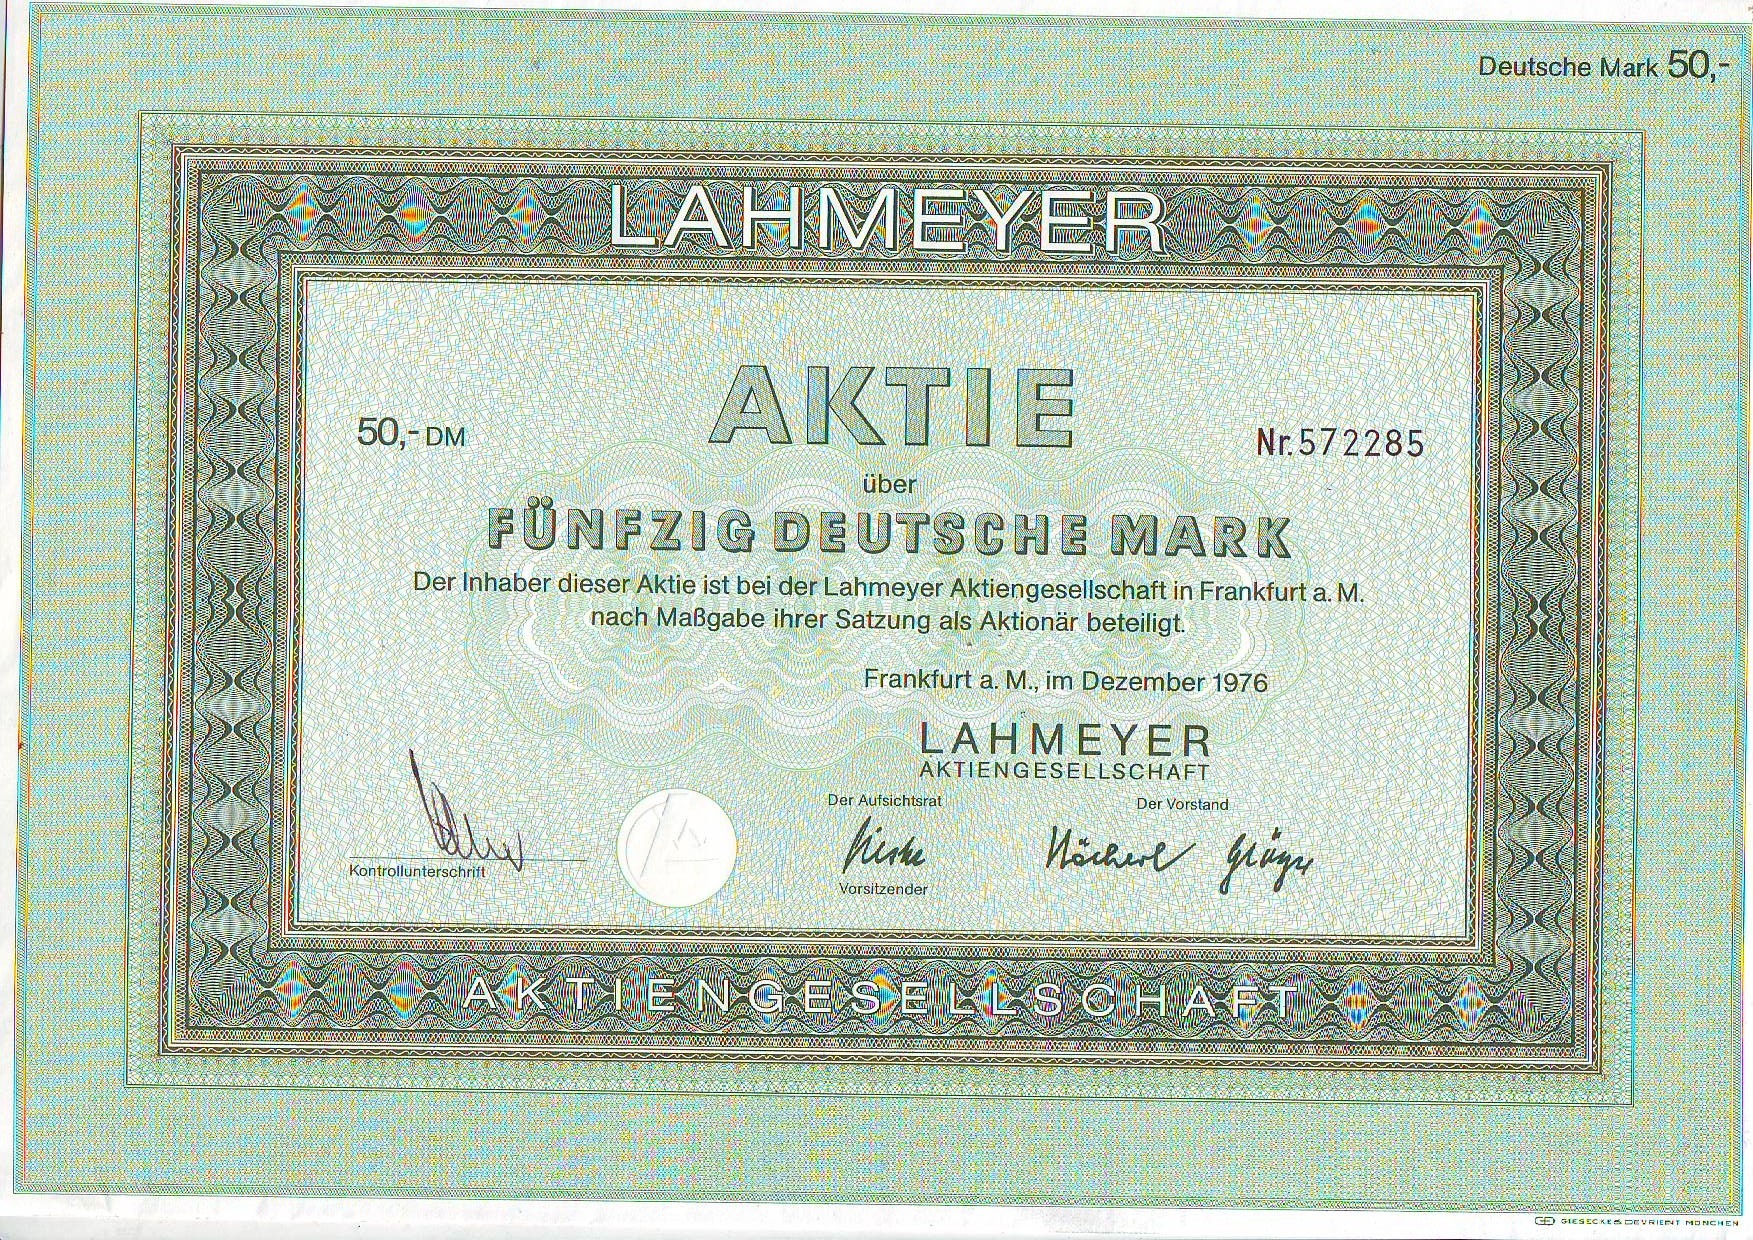 Deutsche Mark 50,-
LAHMEYER
AKTIE
50,- DM
Nr. 572285
über
FÜNFZIG DEUTSCHE MARK
Der Inhaber dieser Aktie ist bei der Lahmeyer Aktiengesellschaft in Frankfurt a. M.
nach Maßgabe ihrer Satzung als Aktionär beteiligt.
Frankfurt a. M., im Dezember 1976
LAHMEYER
AKTIENGESELLSCHAFT
Der Aufsichtsrat
Der Vorstand
Kontrollunterschrift
Vorsitzender
AKTIENGESELLSCHAFT
GIESECKE & DEVRIENT MÜNCHEN